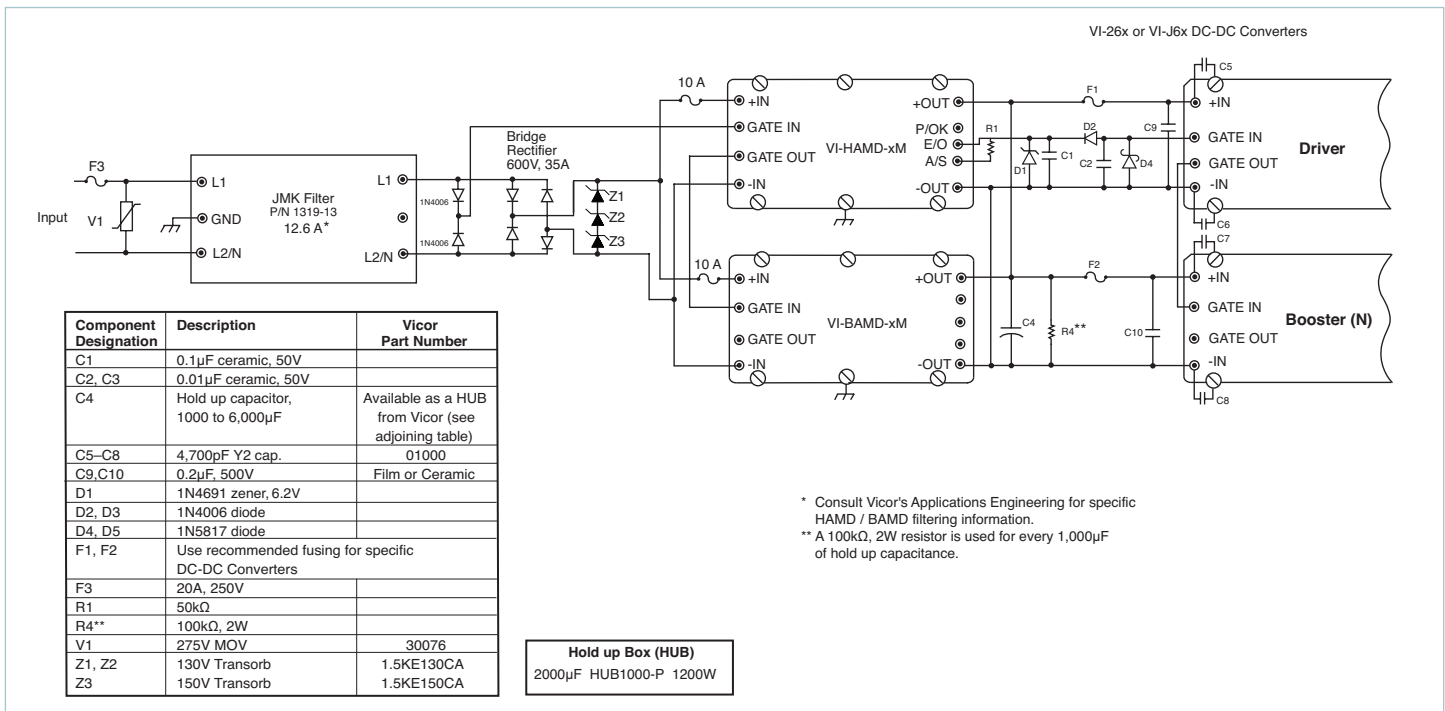 VI-26x or VI-J6x DC-DC Converters
F3
Input
V1
L1
GND
L2/N
JMK Filter
P/N 1319-13
12.6 A*
L1
L2/N
1N4006
1N4006
Bridge
Rectifier
600V, 35A
Z1
Z2
Z3
10 A
+IN
GATE IN
GATE OUT
-IN
VI-HAMD-xM
+OUT
P/OK
E/O
A/S
-OUT
R1
D1
C1
D2
C2
D4
F1
C9
C5
+IN
GATE IN
GATE OUT
-IN
Driver
C6
10 A
+IN
GATE IN
GATE OUT
-IN
VI-BAMD-xM
+OUT
-OUT
C4
R4**
F2
C10
C7
+IN
GATE IN
GATE OUT
-IN
Booster (N)
C8
Component Designation Description Vicor Part Number
C1 0.1µF ceramic, 50V
C2, C3 0.01µF ceramic, 50V
C4 Hold up capacitor, Available as a HUB
1000 to 6,000µF from Vicor (see
adjoining table)
C5–C8 4,700pF Y2 cap. 01000
C9,C10 0.2µF, 500V Film or Ceramic
D1 1N4691 zener, 6.2V
D2, D3 1N4006 diode
D4, D5 1N5817 diode
F1, F2 Use recommended fusing for specific
DC-DC Converters
F3 20A, 250V
R1 50kΩ
R4** 100kΩ, 2W
V1 275V MOV 30076
Z1, Z2 130V Transorb 1.5KE130CA
Z3 150V Transorb 1.5KE150CA
Hold up Box (HUB)
2000µF HUB1000-P 1200W
* Consult Vicor's Applications Engineering for specific
HAMD / BAMD filtering information.
** A 100kΩ, 2W resistor is used for every 1,000µF
of hold up capacitance.